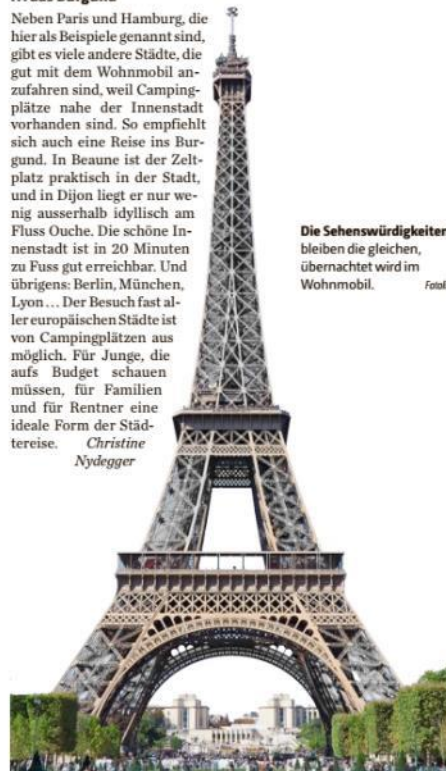 Neben Paris und Hamburg, die
hier als Beispiele genannt sind,
gibt es viele andere Städte, die
gut mit dem Wohnmobil an-
zufahren sind, weil Camping-
plätze nahe der Innenstadt
vorhanden sind. So empfiehlt
sich auch eine Reise ins Bur-
gund. In Beaune ist der Zelt-
platz praktisch in der Stadt,
und in Dijon liegt er nur we-
nig ausserhalb idyllisch am
Fluss Ouche. Die schöne In-
nenstadt ist in 20 Minuten
zu Fuss gut erreichbar. Und
übrigens: Berlin, München,
Lyon… Der Besuch fast al-
ler europäischen Städte ist
von Campingplätzen aus
möglich. Für Junge, die
aufs Budget schauen
müssen, für Familien
und für Rentner eine
ideale Form der Städ-
tereise. Christine
Nydegger
Die Sehenswürdigkeiten
bleiben die gleichen,
übernachtet wird im
Wohnmobil.